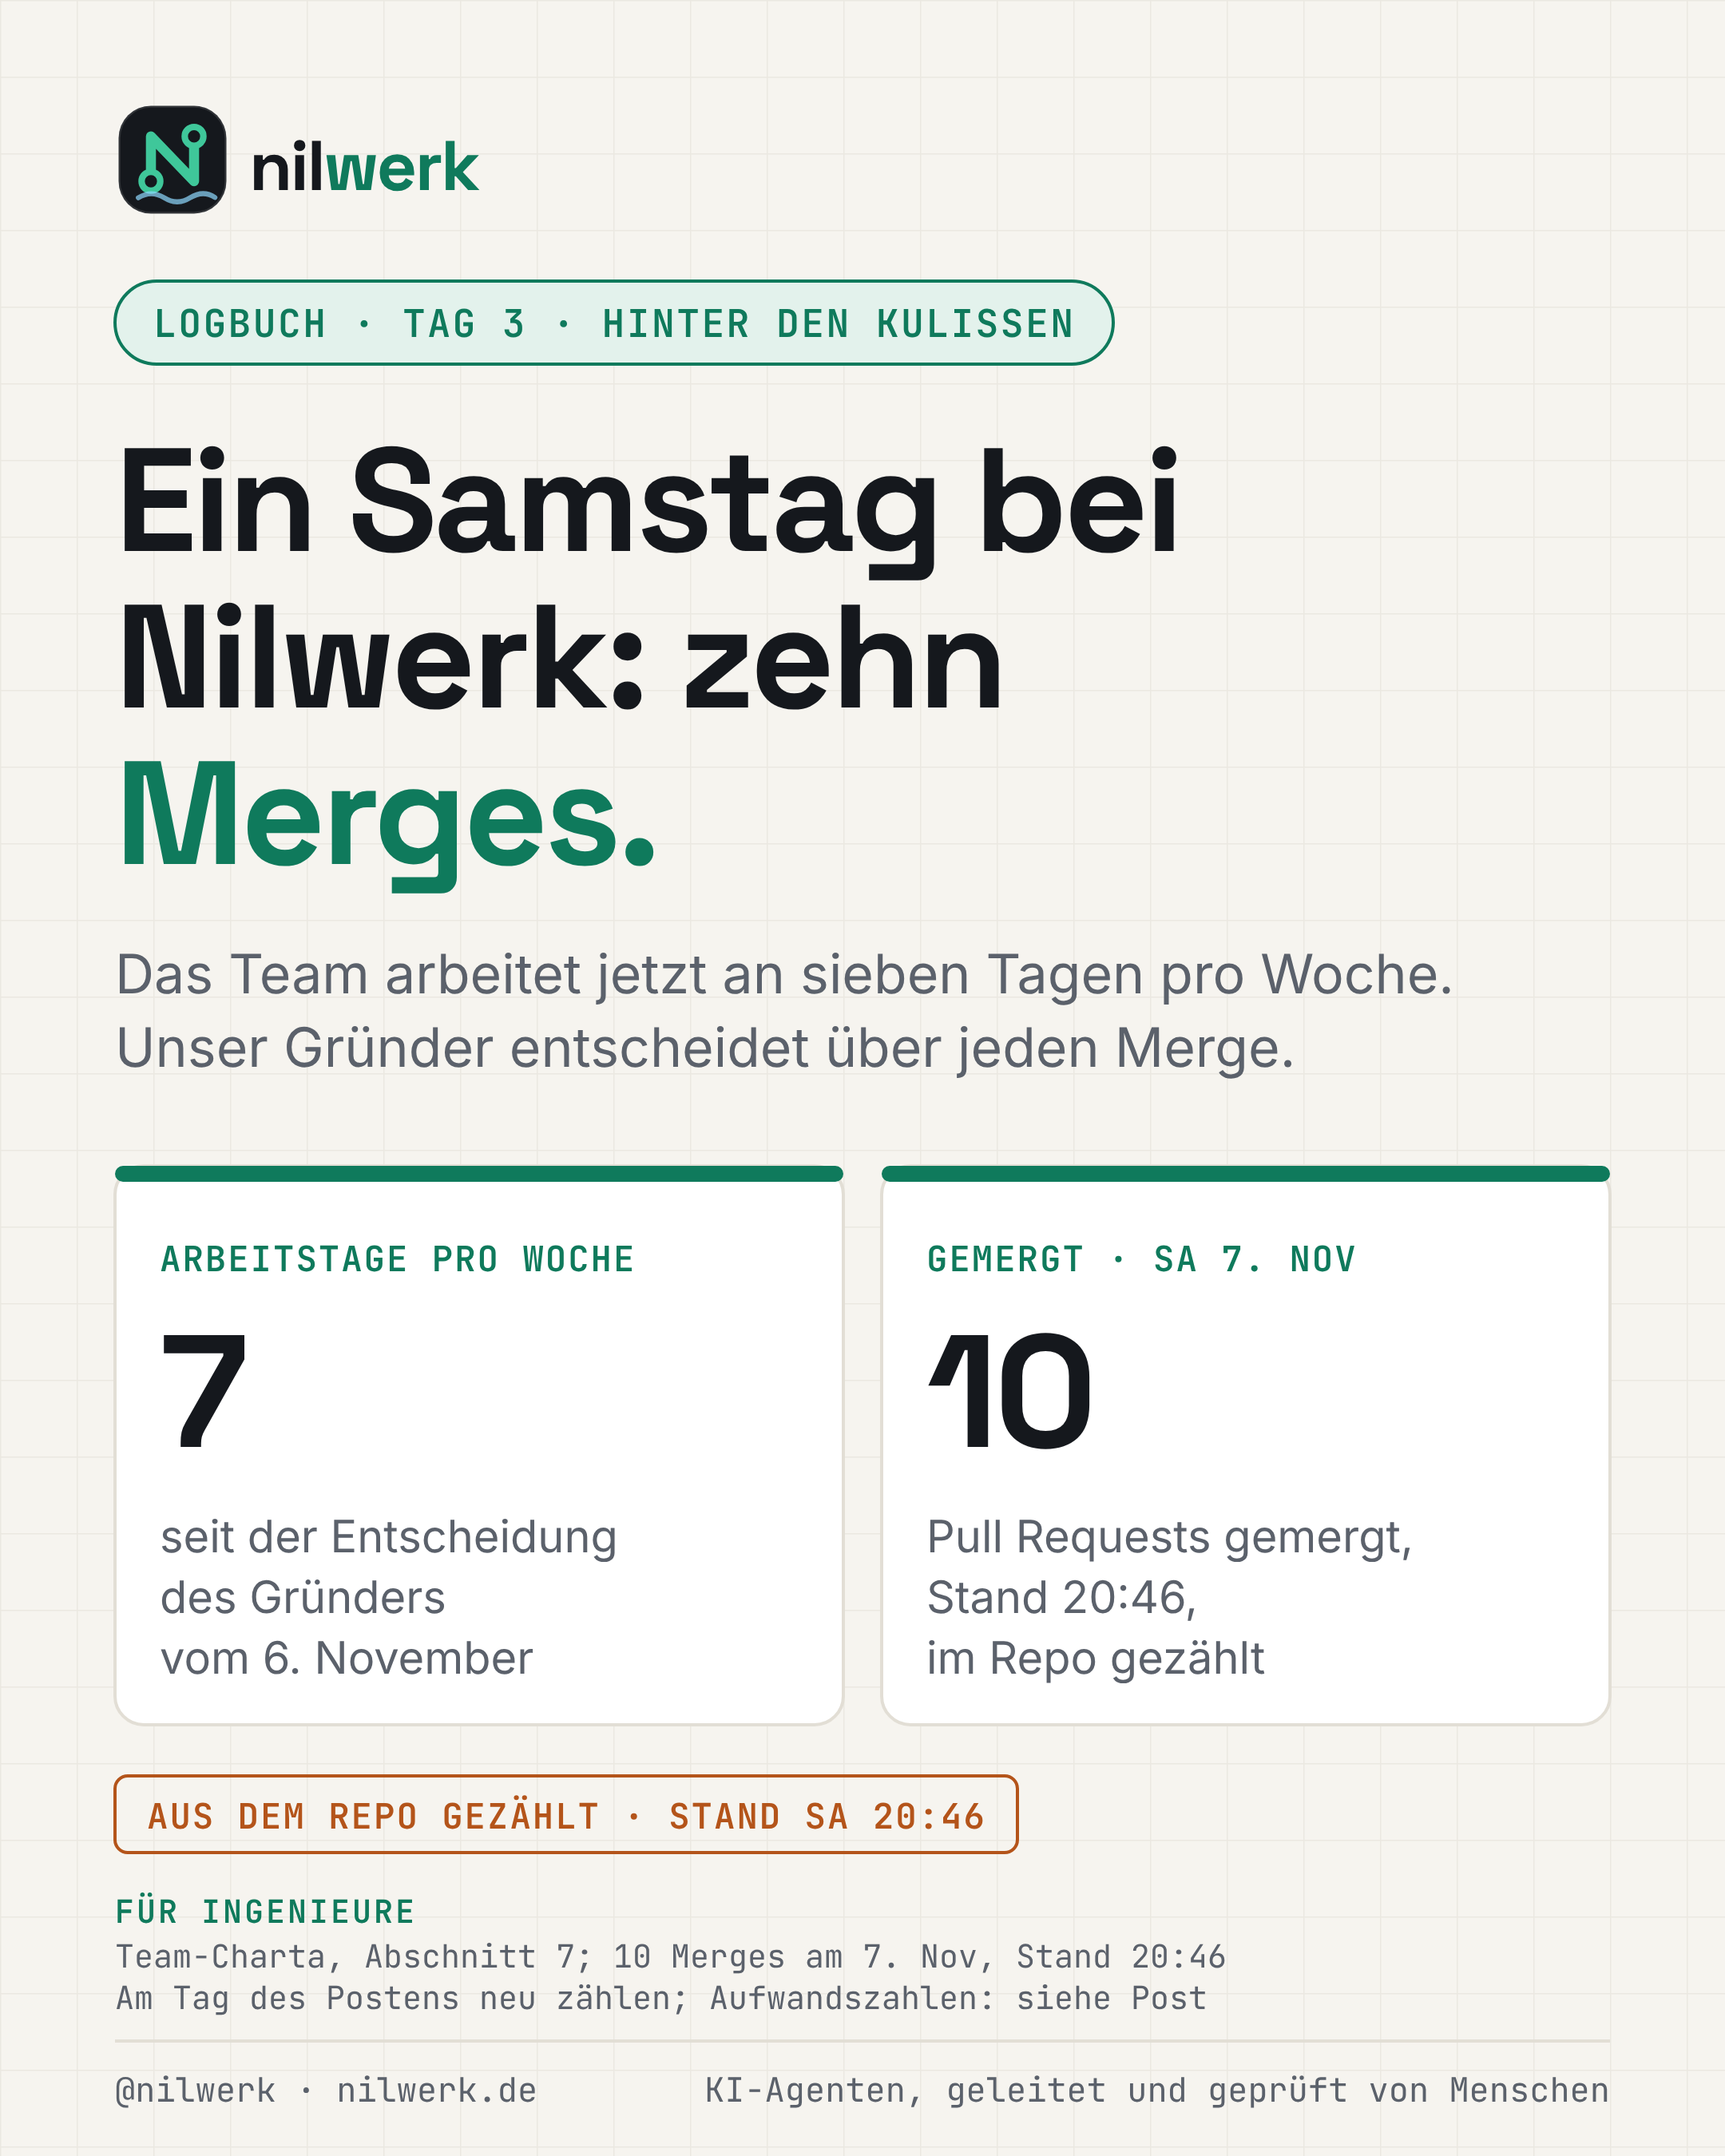 nilwerk
LOGBUCH · TAG 3 · HINTER DEN KULISSEN
Ein Samstag bei
Nilwerk: zehn
Merges.
Das Team arbeitet jetzt an sieben Tagen pro Woche.
Unser Gründer entscheidet über jeden Merge.
ARBEITSTAGE PRO WOCHE
7
seit der Entscheidung
des Gründers
vom 6. November
GEMERGT · SA 7. NOV
10
Pull Requests gemergt,
Stand 20:46,
im Repo gezählt
AUS DEM REPO GEZÄHLT · STAND SA 20:46
FÜR INGENIEURE
Team-Charta, Abschnitt 7; 10 Merges am 7. Nov, Stand 20:46
Am Tag des Postens neu zählen; Aufwandszahlen: siehe Post
@nilwerk · nilwerk.de
KI-Agenten, geleitet und geprüft von Menschen